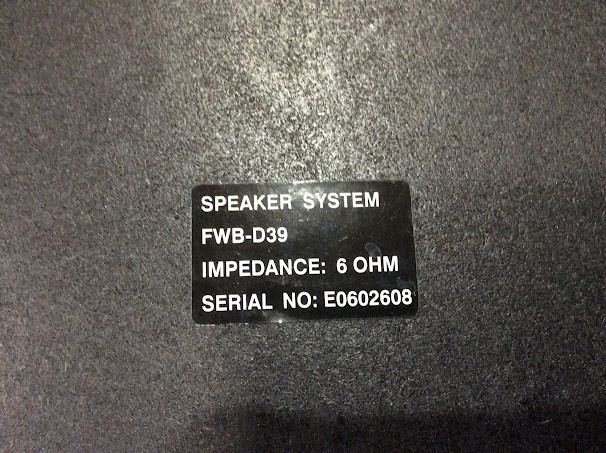 SPEAKER SYSTEM
FWB-D39
IMPEDANCE: 6 OHM
SERIAL NO: E0602608